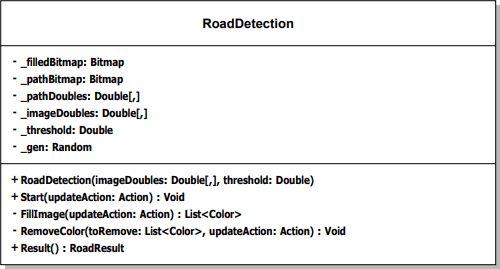 RoadDetection
- _filledBitmap: Bitmap
- _pathBitmap: Bitmap
- _pathDoubles: Double[,]
- _imageDoubles: Double[,]
- _threshold: Double
- _gen: Random
+ RoadDetection(imageDoubles: Double[,], threshold: Double)
+ Start(updateAction: Action) : Void
- FillImage(updateAction: Action) : List<Color>
- RemoveColor(toRemove: List<Color>, updateAction: Action) : Void
+ Result() : RoadResult